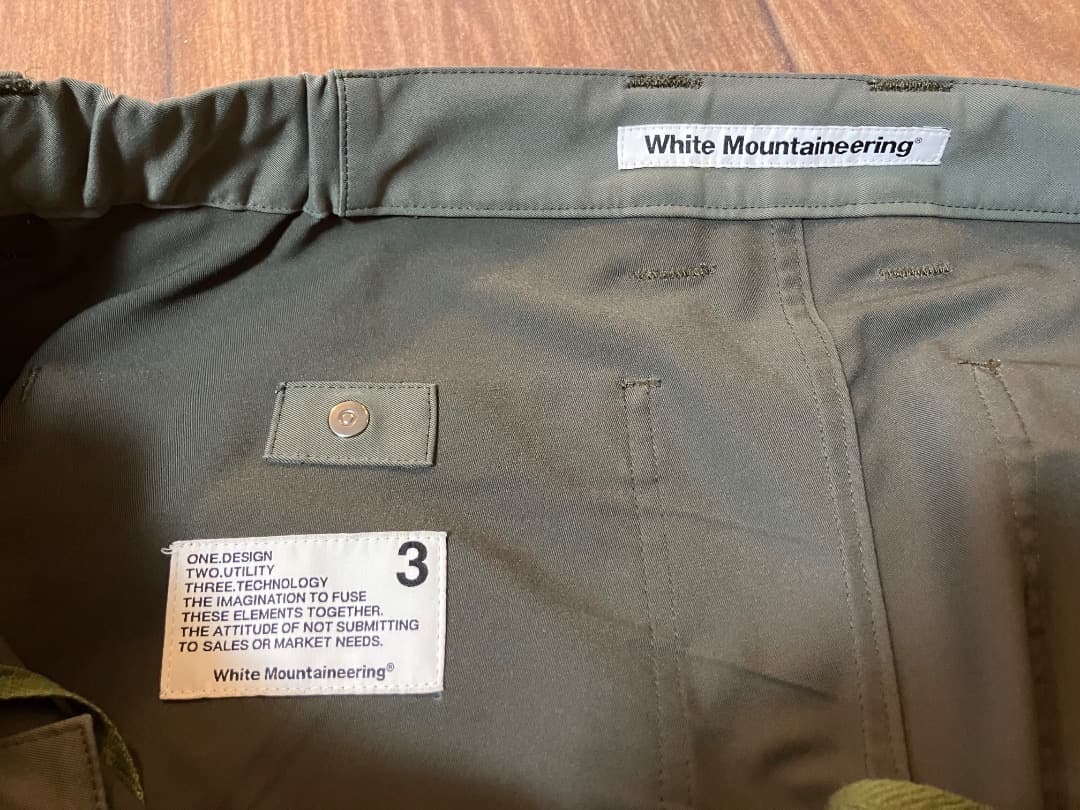 White Mountaineering®
ONE.DESIGN
TWO.UTILITY
THREE.TECHNOLOGY
THE IMAGINATION TO FUSE
THESE ELEMENTS TOGETHER.
THE ATTITUDE OF NOT SUBMITTING
TO SALES OR MARKET NEEDS.
3
White Mountaineering®